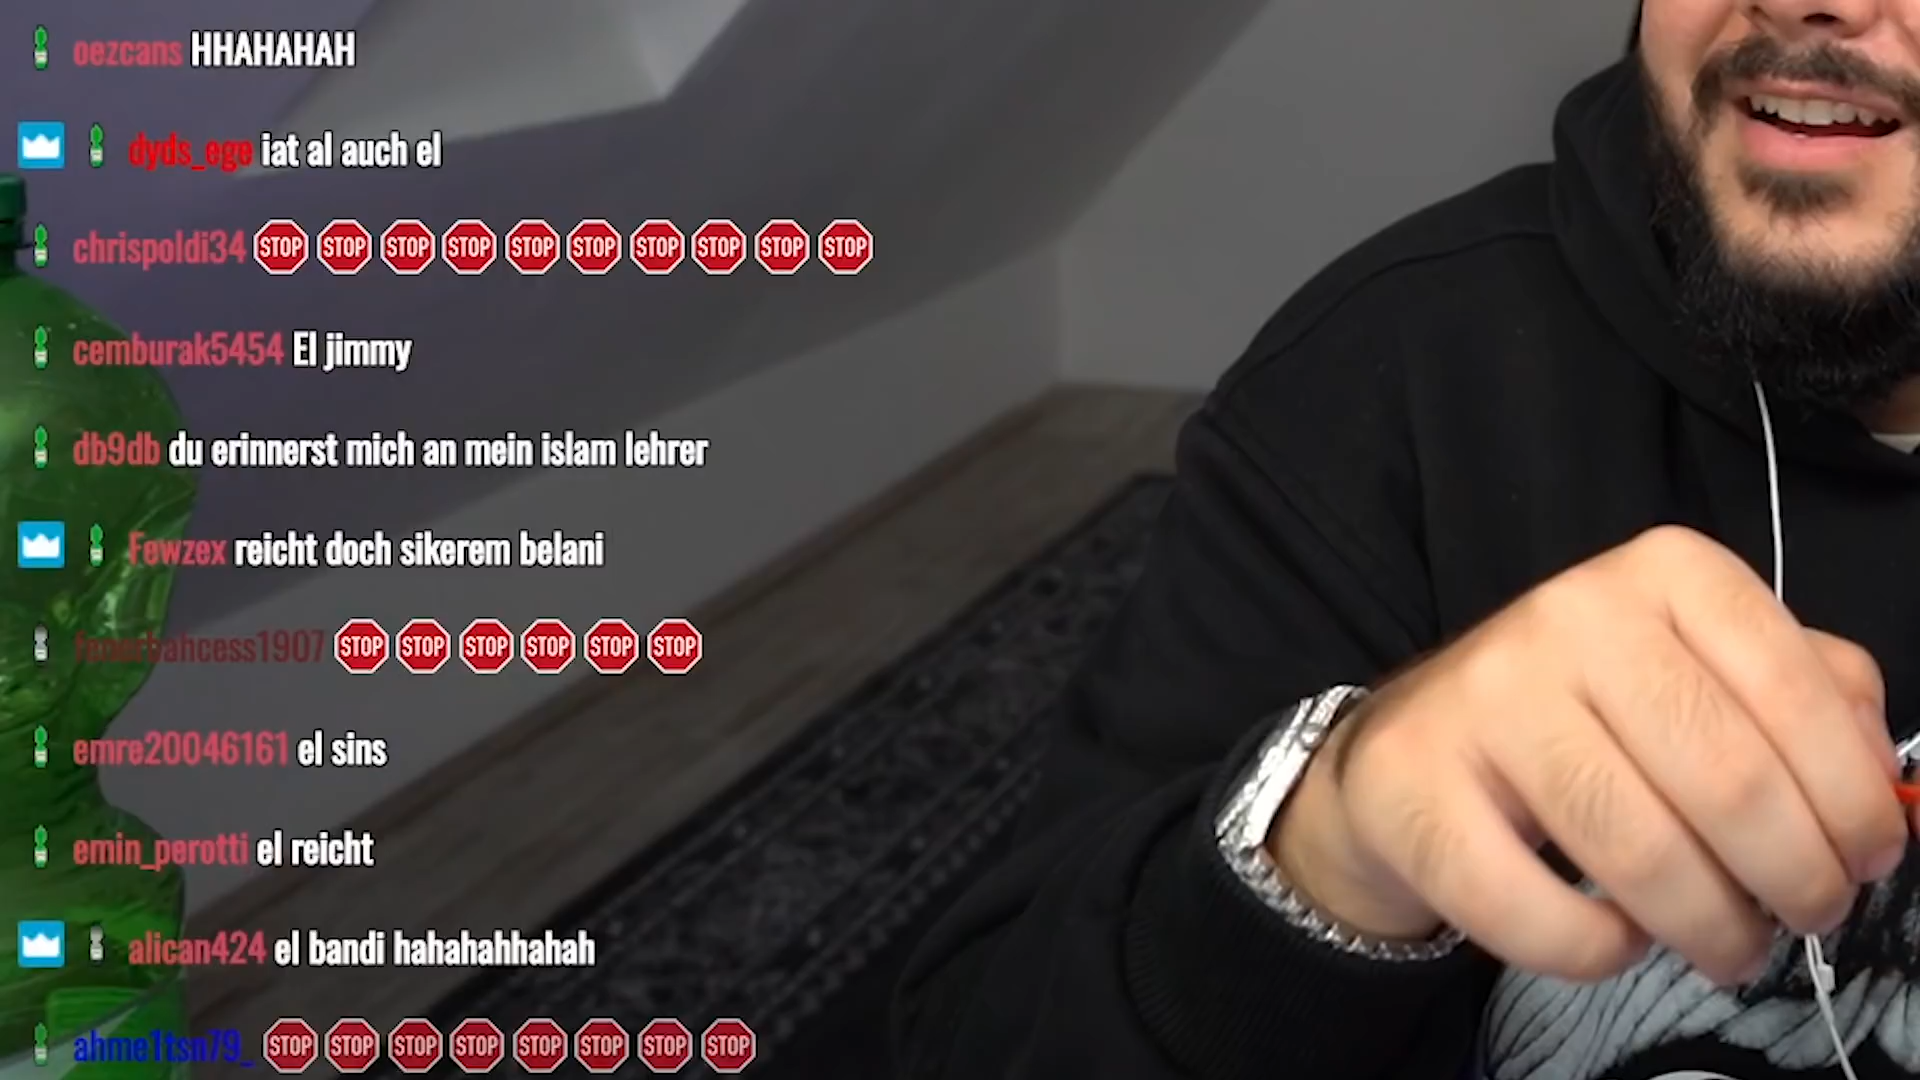 oezcans HHAHAHAH
dyds_ege iat al auch el
chrispoldi34 STOP STOP STOP STOP STOP STOP STOP STOP STOP STOP
cemburak5454 El jimmy
db9db du erinnerst mich an mein islam lehrer
Fewzex reicht doch sikerem belani
fenerbahcess1907 STOP STOP STOP STOP STOP STOP
emre20046161 el sins
emin_perotti el reicht
alican424 el bandi hahahahhahah
ahme1tsn79_ STOP STOP STOP STOP STOP STOP STOP STOP